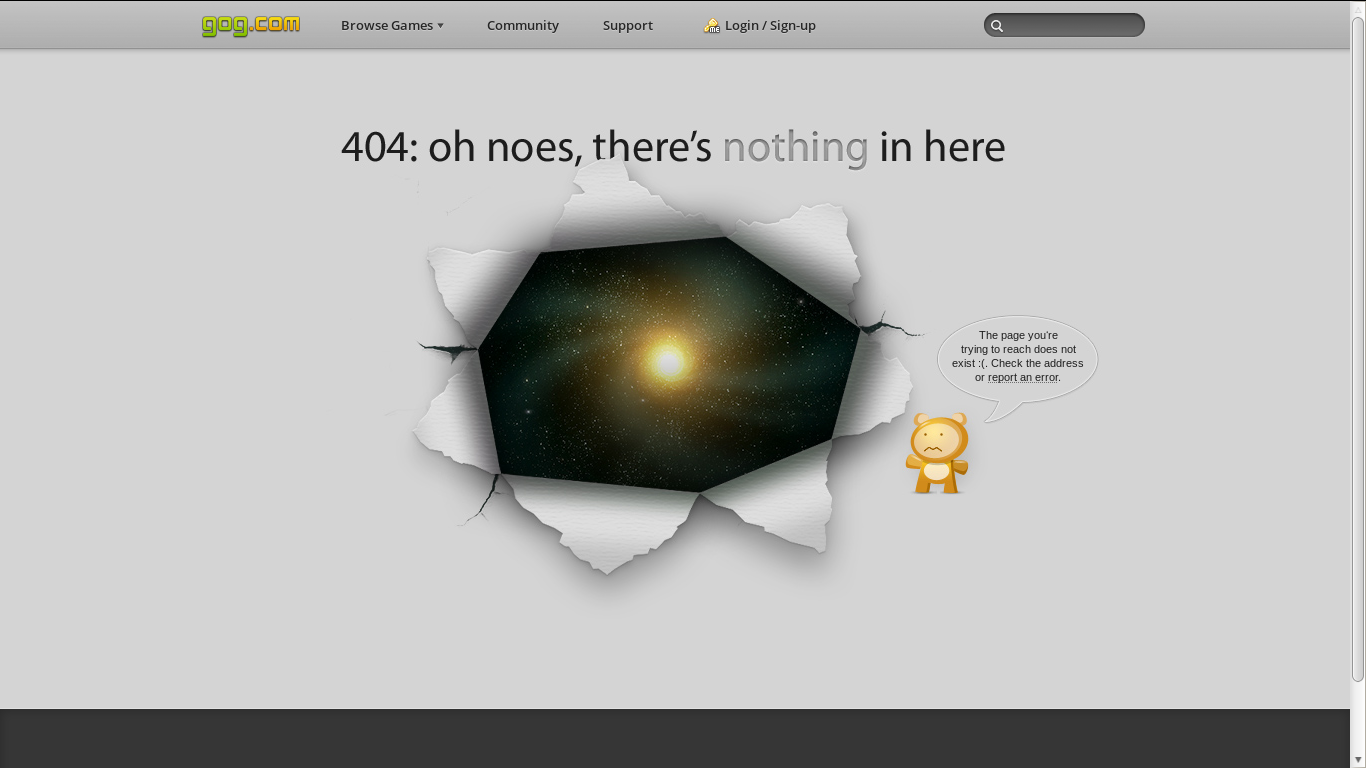 gog.com
Browse Games
Community
Support
Login / Sign-up
404: oh noes, there's nothing in here
The page you're
trying to reach does not
exist :(. Check the address
or report an error.